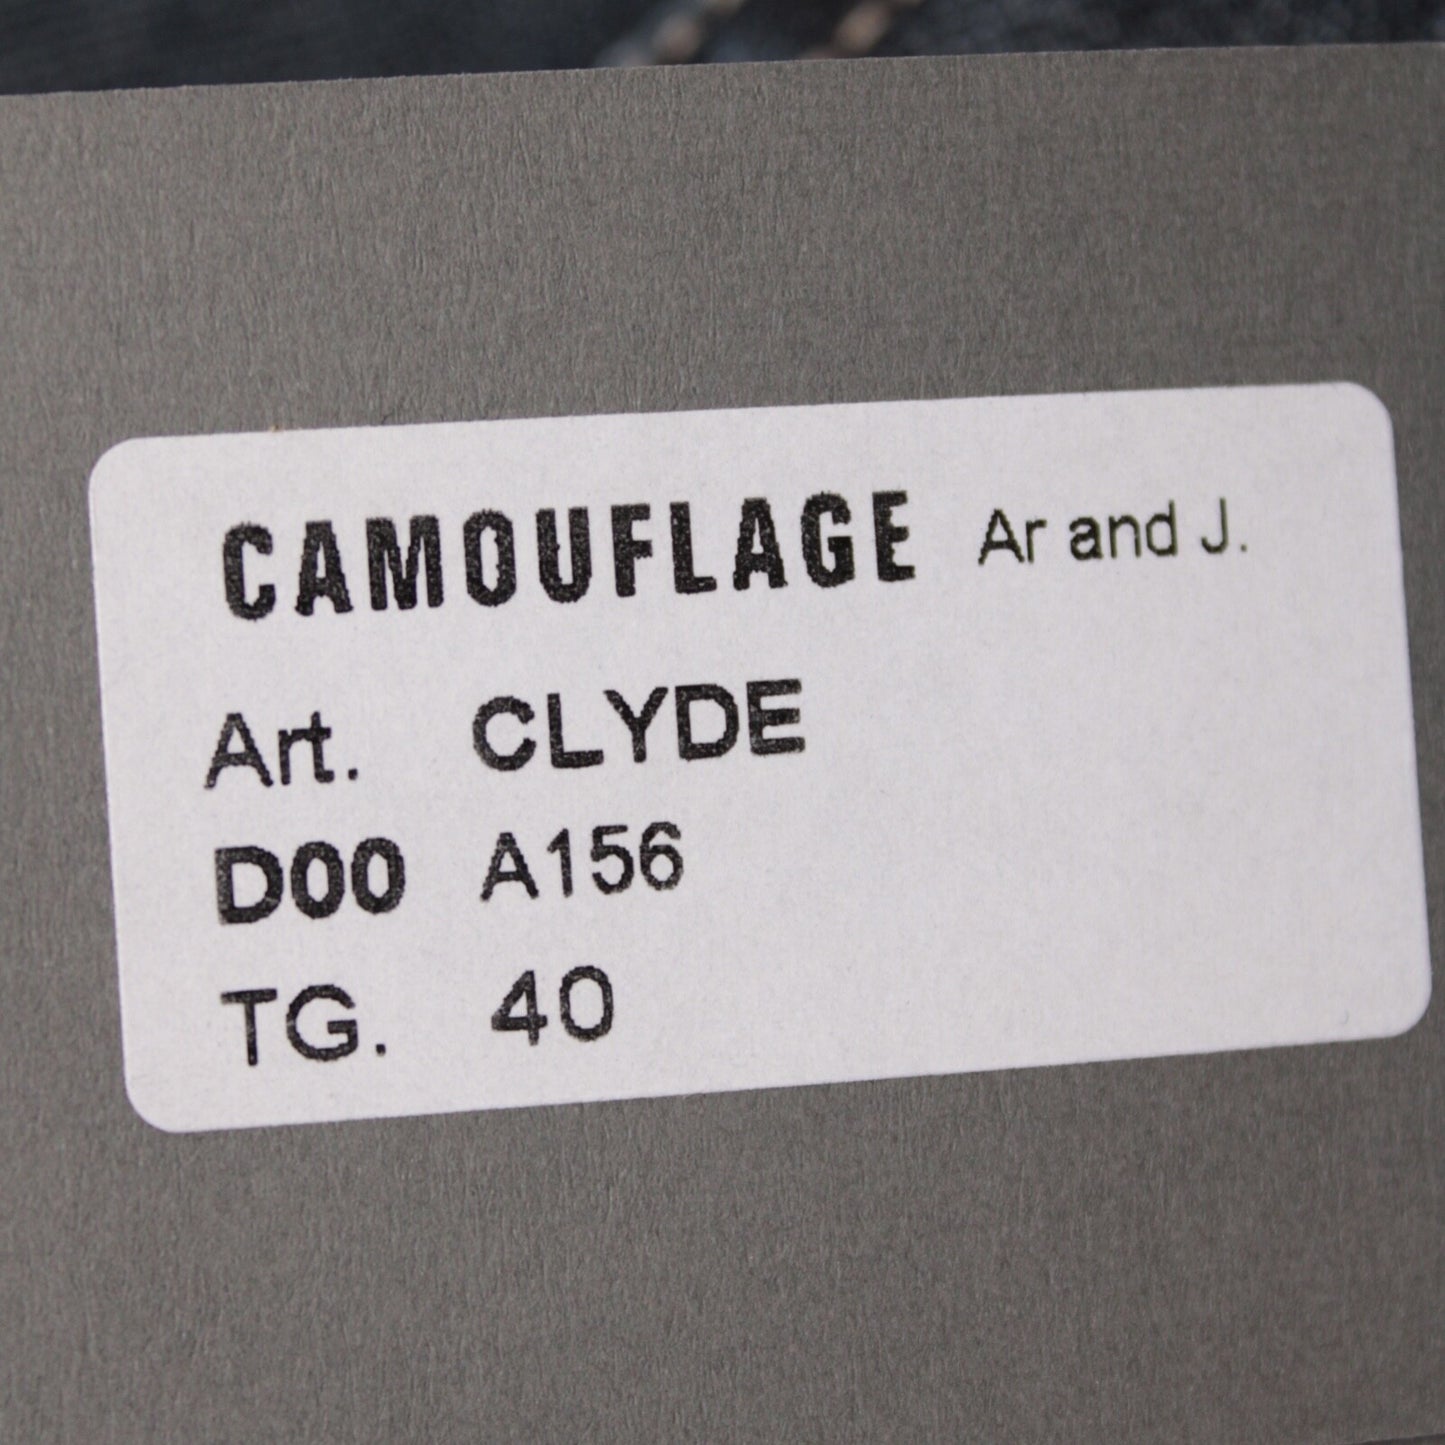 CAMOUFLAGE Ar and J.
Art. CLYDE
D00 A156
TG. 40